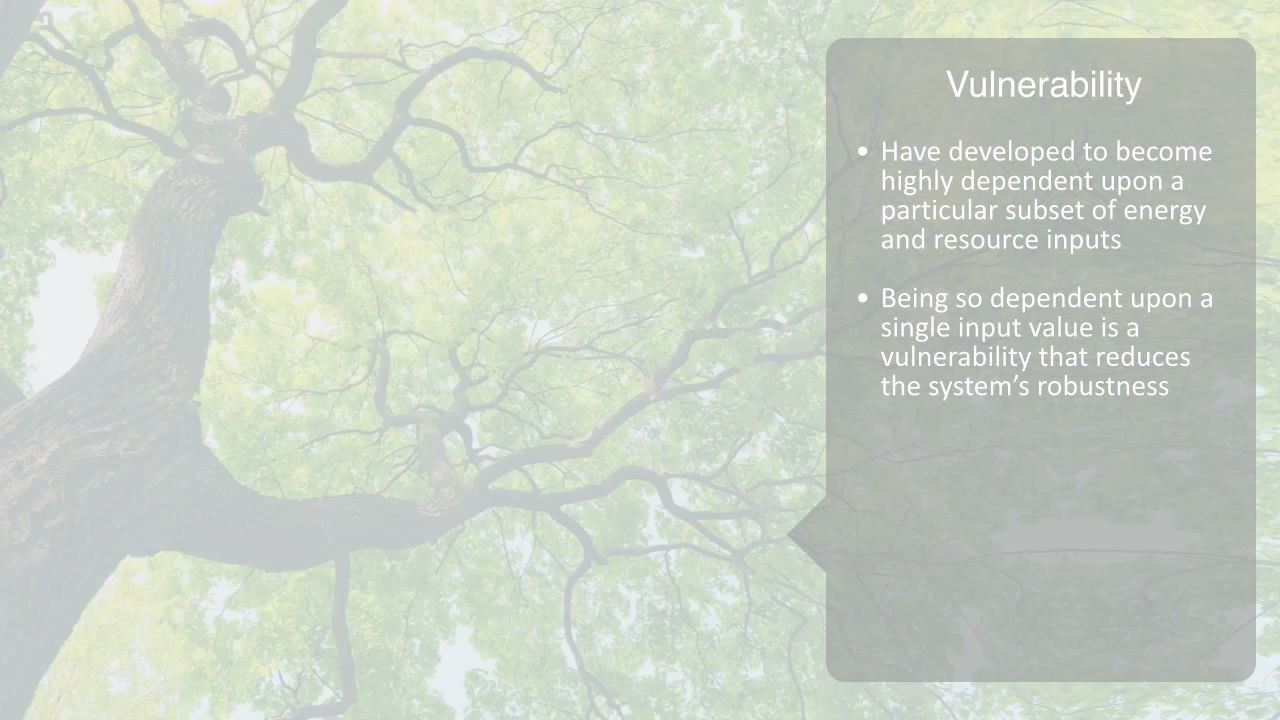 Vulnerability
• Have developed to become
highly dependent upon a
particular subset of energy
and resource inputs
• Being so dependent upon a
single input value is a
vulnerability that reduces
the system’s robustness